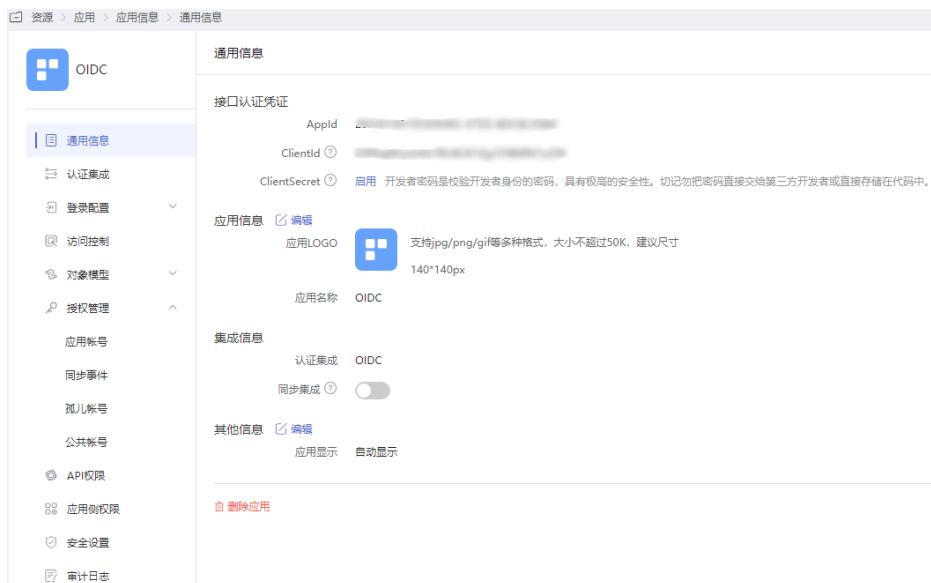 资源 > 应用 > 应用信息 > 通用信息
OIDC
通用信息
认证集成
登录配置
访问控制
对象模型
授权管理
应用帐号
同步事件
孤儿帐号
公共帐号
API权限
应用侧权限
安全设置
审计日志
通用信息
接口认证凭证
AppId
ClientId
ClientSecret 启用 开发者密码是校验开发者身份的密码，具有极高的安全性。切记勿把密码直接交给第三方开发者或直接存储在代码中。
应用信息 编辑
应用LOGO 支持jpg/png/gif等多种格式，大小不超过50K，建议尺寸
140*140px
应用名称 OIDC
集成信息
认证集成 OIDC
同步集成
其他信息 编辑
应用显示 自动显示
删除应用